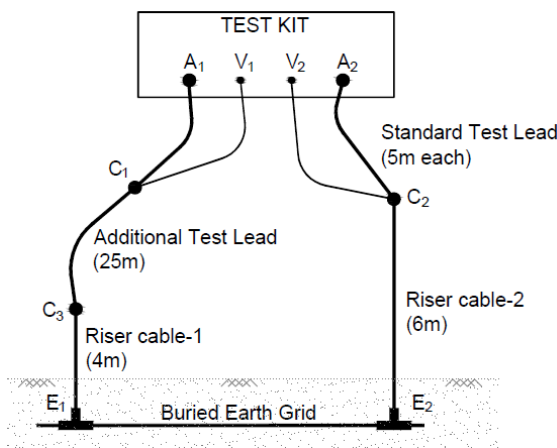 TEST KIT
A₁ V₁ V₂ A₂
Standard Test Lead
(5m each)
C₁
C₂
Additional Test Lead
(25m)
C₃
Riser cable-1
(4m)
Riser cable-2
(6m)
E₁
E₂
Buried Earth Grid